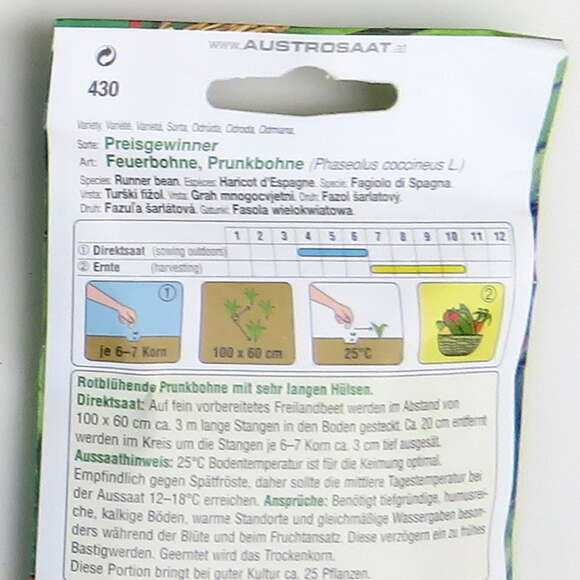 www.AUSTROSAAT.at
430
Variety, Variété, Varietà, Sorta, Odrůda, Odroda, Odmiana,
Sorte: Preisgewinner
Art: Feuerbohne, Prunkbohne (Phaseolus coccineus L.)
Species: Runner bean. Espèces: Haricot d'Espagne. Specie: Fagiolo di Spagna.
Vrsta: Turški fižol. Vrsta: Grah mnogocvjetni. Druh: Fazol šarlatový.
Druh: Fazuľa šarlátová. Gatunek: Fasola wielokwiatowa.
1 2 3 4 5 6 7 8 9 10 11 12
① Direktsaat (sowing outdoors)
② Ernte (harvesting)
① ②
je 6–7 Korn 100 x 60 cm 25°C
Rotblühende Prunkbohne mit sehr langen Hülsen.
Direktsaat: Auf fein vorbereitetes Freilandbeet werden im Abstand von
100 x 60 cm ca. 3 m lange Stangen in den Boden gesteckt. Ca. 20 cm entfernt
werden im Kreis um die Stangen je 6–7 Korn ca. 3 cm tief ausgesät.
Aussaathinweis: 25°C Bodentemperatur ist für die Keimung optimal.
Empfindlich gegen Spätfröste, daher sollte die mittlere Tagestemperatur bei
der Aussaat 12–18°C erreichen. Ansprüche: Benötigt tiefgründige, humusrei-
che, kalkige Böden, warme Standorte und gleichmäßige Wassergaben beson-
ders während der Blüte und beim Fruchtansatz. Diese verzögern ein zu frühes
Bastigwerden. Geerntet wird das Trockenkorn.
Diese Portion bringt bei guter Kultur ca. 25 Pflanzen.